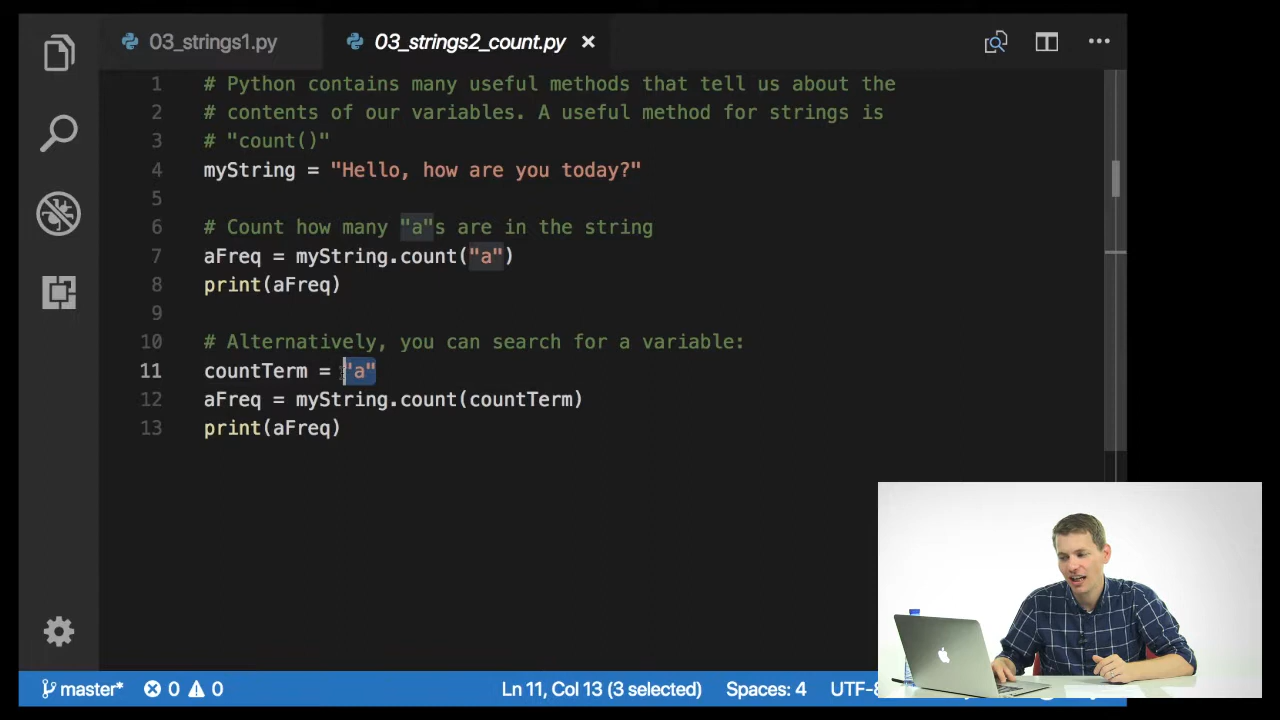 03_strings1.py
03_strings2_count.py
1 # Python contains many useful methods that tell us about the
2 # contents of our variables. A useful method for strings is
3 # "count()"
4 myString = "Hello, how are you today?"
5
6 # Count how many "a"s are in the string
7 aFreq = myString.count("a")
8 print(aFreq)
9
10 # Alternatively, you can search for a variable:
11 countTerm = "a"
12 aFreq = myString.count(countTerm)
13 print(aFreq)
master* 0 0 Ln 11, Col 13 (3 selected) Spaces: 4